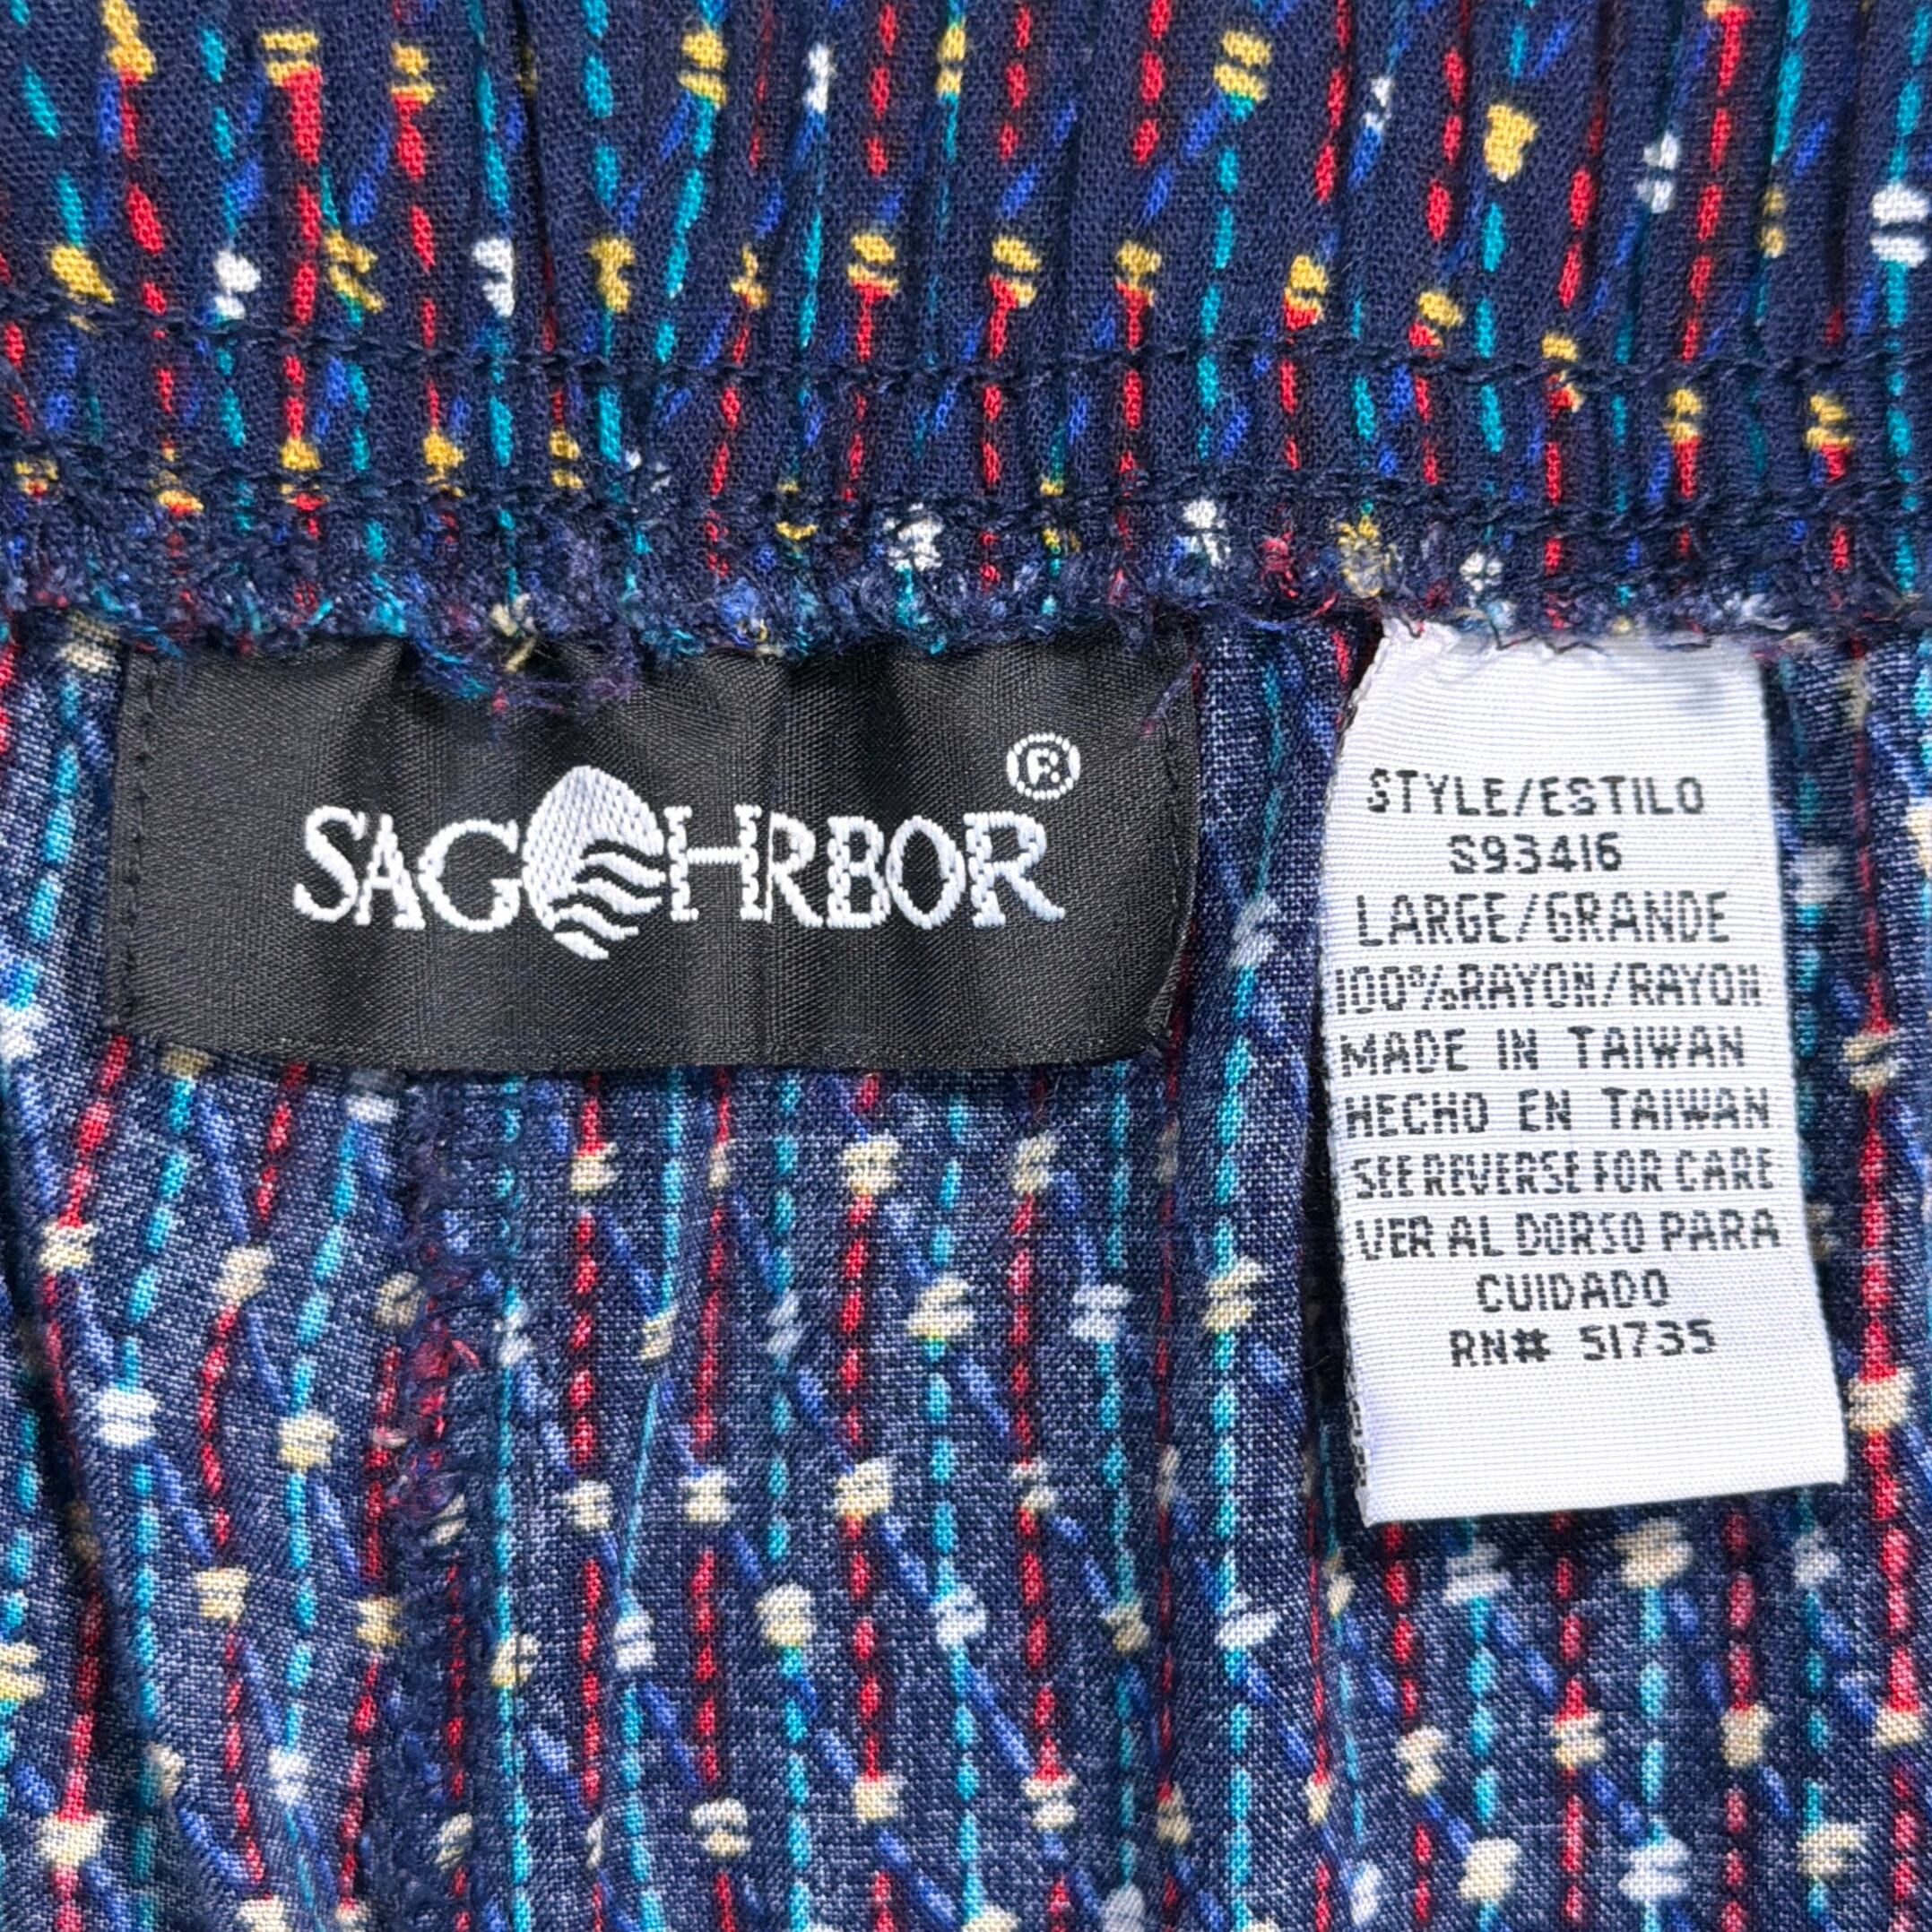 SAG HRBOR®
STYLE/ESTILO
S93416
LARGE/GRANDE
100%RAYON/RAYON
MADE IN TAIWAN
HECHO EN TAIWAN
SEE REVERSE FOR CARE
VER AL DORSO PARA
CUIDADO
RN# 51735